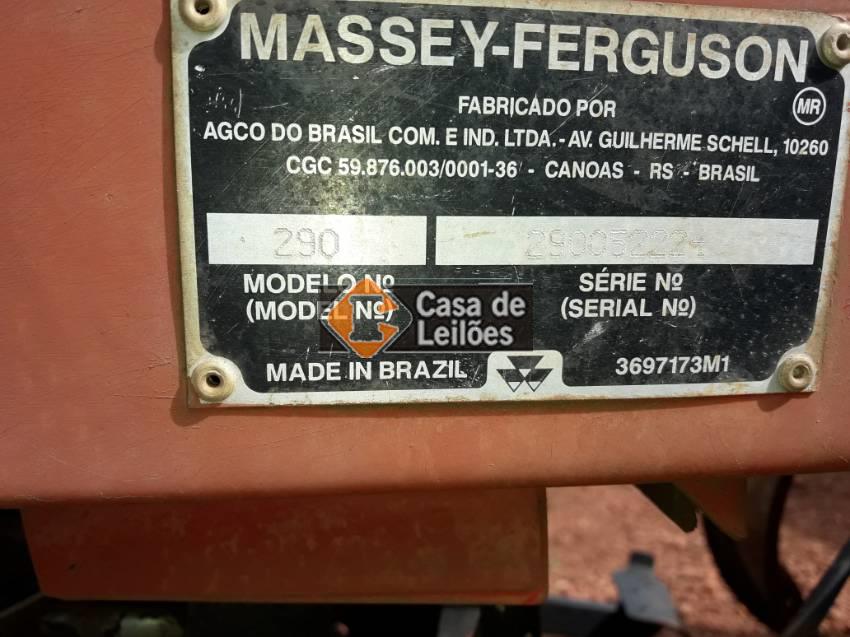 MASSEY-FERGUSON
FABRICADO POR
MR
AGCO DO BRASIL COM. E IND. LTDA. - AV. GUILHERME SCHELL, 10260
CGC 59.876.003/0001-36 - CANOAS - RS - BRASIL
290
290052224
MODELO Nº
(MODEL Nº)
SÉRIE Nº
(SERIAL Nº)
Casa de
Leilões
MADE IN BRAZIL
3697173M1